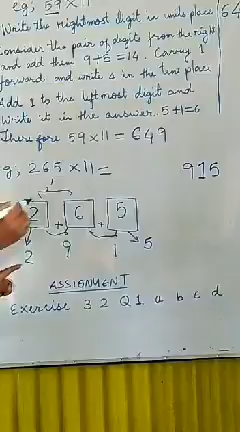 eg; 59 × 11
Write the rightmost digit in units place
54
Consider the pair of digits from the right
and add them 9+5=14. Carry 1
forward and write 4 in the tens place
Add 1 to the leftmost digit and
Write it in the answer. 5+1=6
Therefore 59 × 11 = 649
g; 265 × 11 =
915
1
2 + 6 + 5
2 9 1 5
ASSIGNMENT
Exercise 3 2 Q1 a b c d